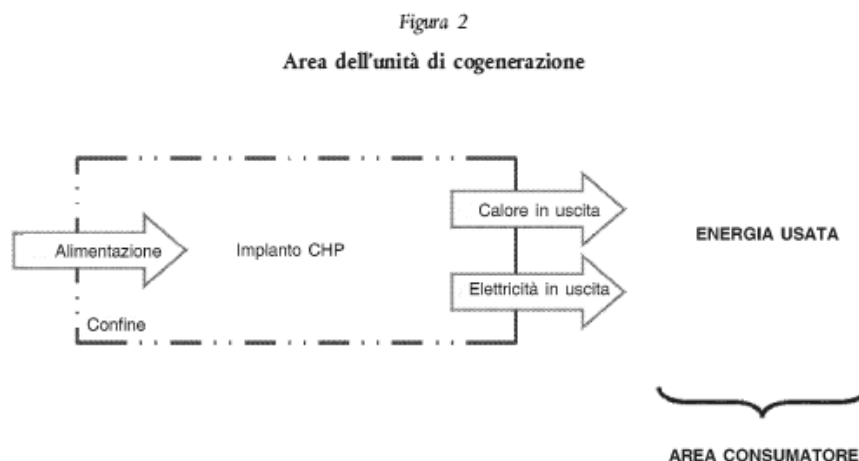 Figura 2
Area dell'unità di cogenerazione
Calore in uscita
Alimentazione
Impianto CHP
ENERGIA USATA
Elettricità in uscita
Confine
AREA CONSUMATORE